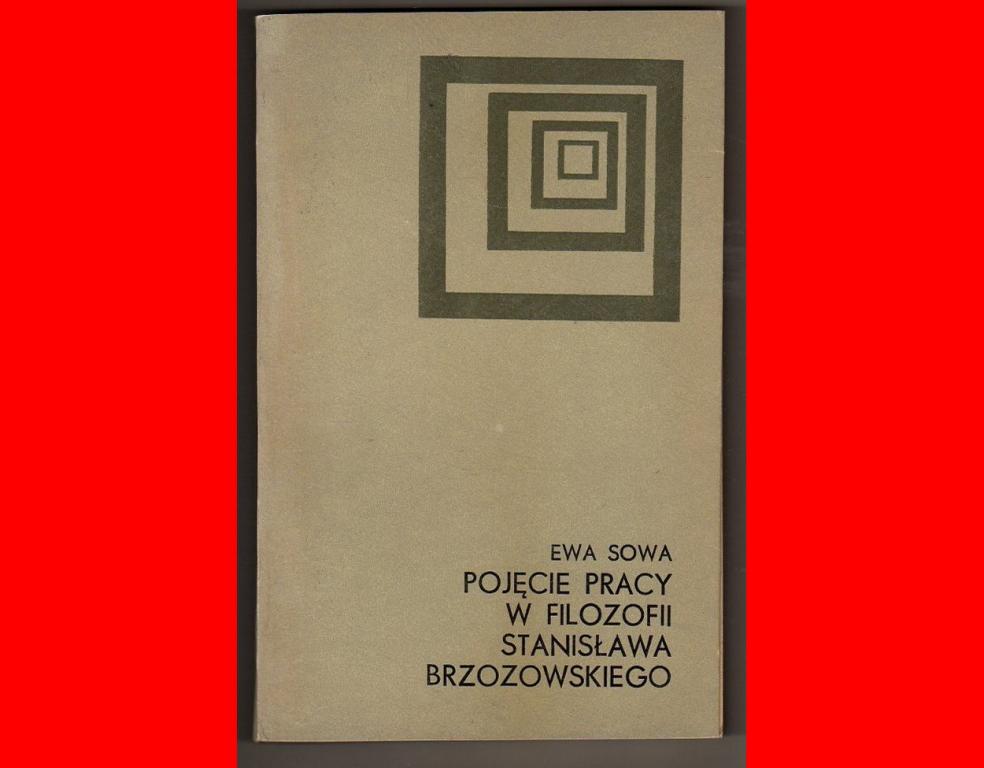 EWA SOWA
POJĘCIE PRACY
W FILOZOFII
STANISŁAWA
BRZOZOWSKIEGO